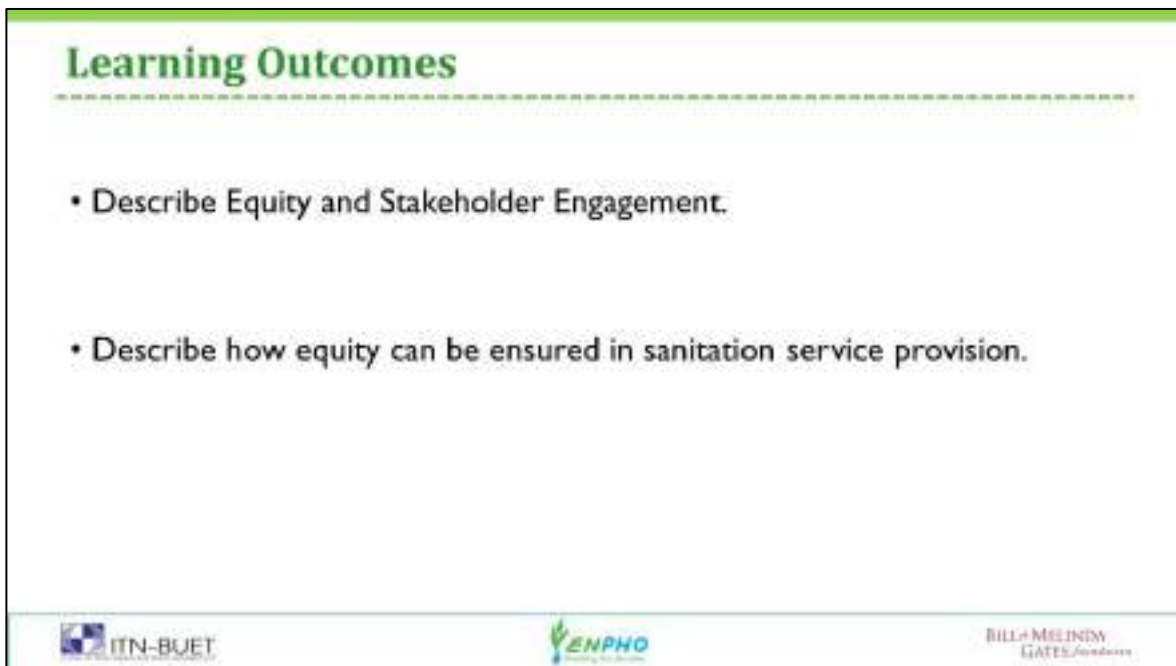 Learning Outcomes
• Describe Equity and Stakeholder Engagement.
• Describe how equity can be ensured in sanitation service provision.
ITN-BUET
ENPHO
BILL & MELINDA
GATES foundation